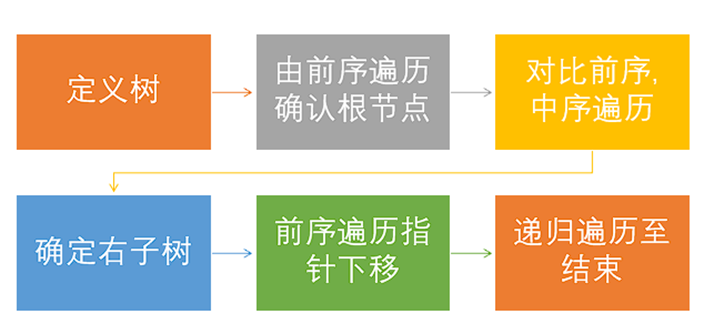 定义树
由前序遍历
确认根节点
对比前序,
中序遍历
确定右子树
前序遍历指
针下移
递归遍历至
结束